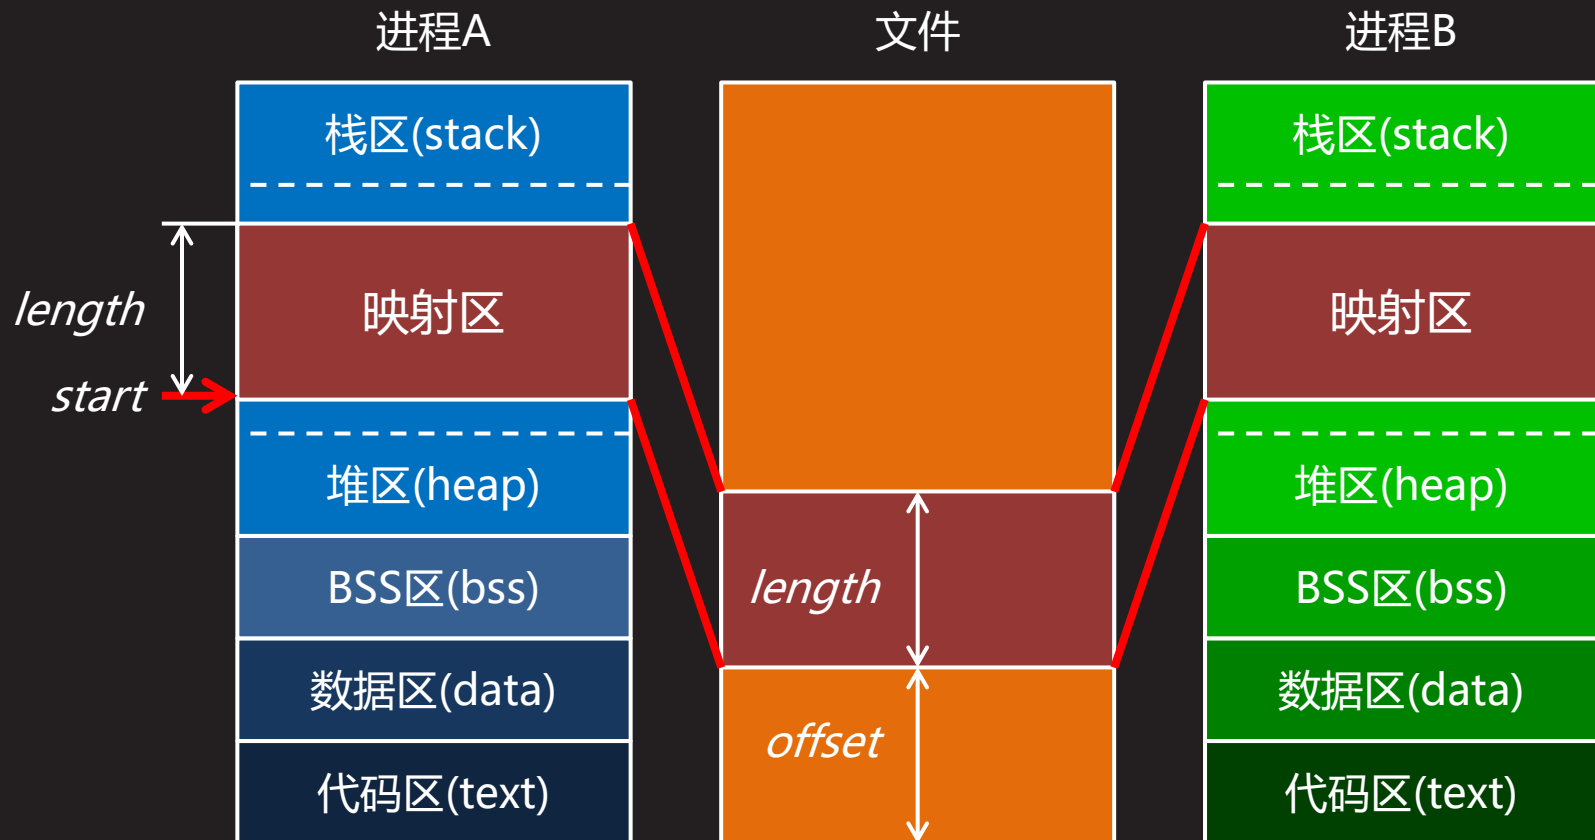 进程A
文件
进程B
栈区(stack)
栈区(stack)
length
映射区
映射区
start
堆区(heap)
堆区(heap)
BSS区(bss)
length
BSS区(bss)
数据区(data)
数据区(data)
offset
代码区(text)
代码区(text)